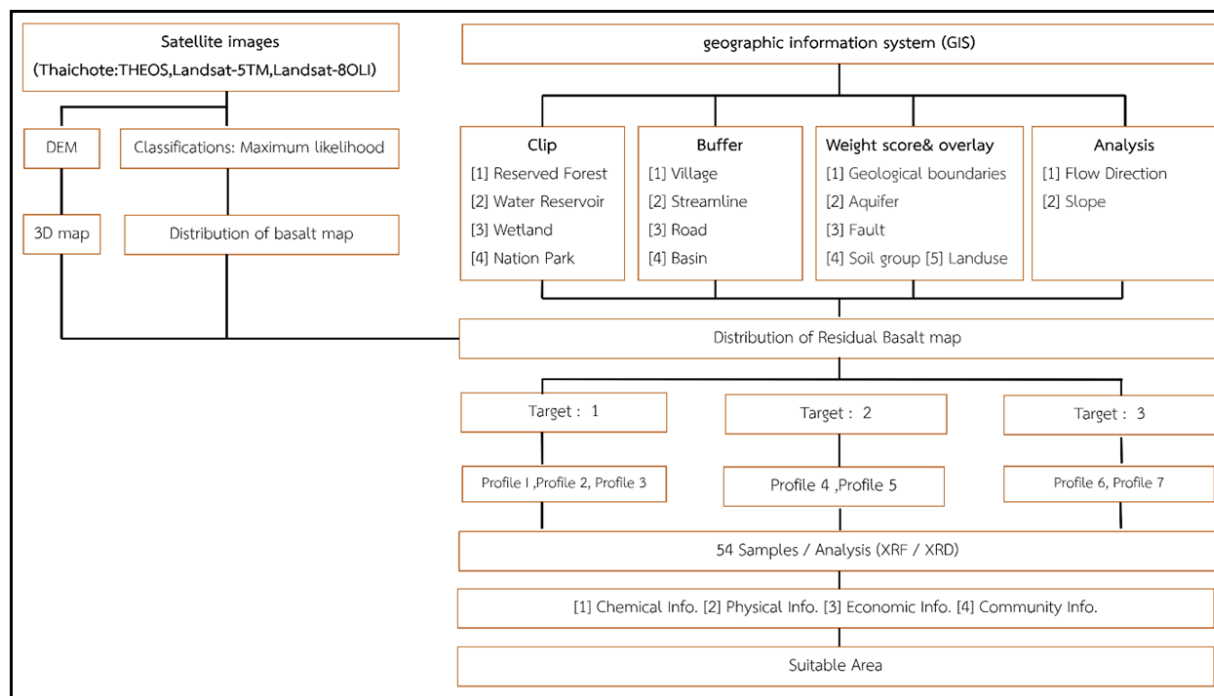 Satellite images
(Thaichote:THEOS,Landsat-5TM,Landsat-8OLI)
DEM
Classifications: Maximum likelihood
3D map
Distribution of basalt map
geographic information system (GIS)
Clip
[1] Reserved Forest
[2] Water Reservoir
[3] Wetland
[4] Nation Park
Buffer
[1] Village
[2] Streamline
[3] Road
[4] Basin
Weight score& overlay
[1] Geological boundaries
[2] Aquifer
[3] Fault
[4] Soil group [5] Landuse
Analysis
[1] Flow Direction
[2] Slope
Distribution of Residual Basalt map
Target : 1
Target : 2
Target : 3
Profile 1 ,Profile 2, Profile 3
Profile 4 ,Profile 5
Profile 6, Profile 7
54 Samples / Analysis (XRF / XRD)
[1] Chemical Info. [2] Physical Info. [3] Economic Info. [4] Community Info.
Suitable Area